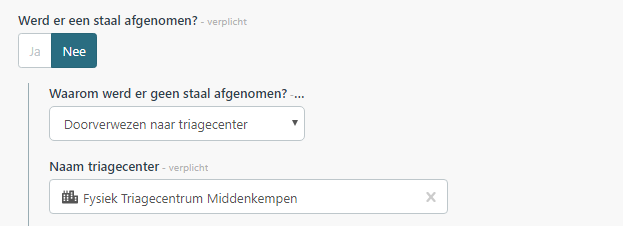 Werd er een staal afgenomen? - verplicht
Ja Nee
Waarom werd er geen staal afgenomen? -...
Doorverwezen naar triagecenter
Naam triagecenter - verplicht
Fysiek Triagecentrum Middenkempen